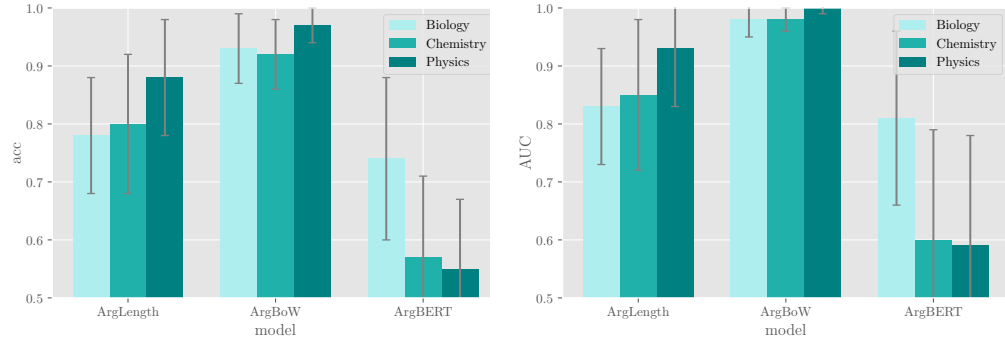 1.0
0.9
0.8
0.7
0.6
0.5
acc
Biology
Chemistry
Physics
ArgLength
ArgBoW
ArgBERT
model
1.0
0.9
0.8
0.7
0.6
0.5
AUC
Biology
Chemistry
Physics
ArgLength
ArgBoW
ArgBERT
model